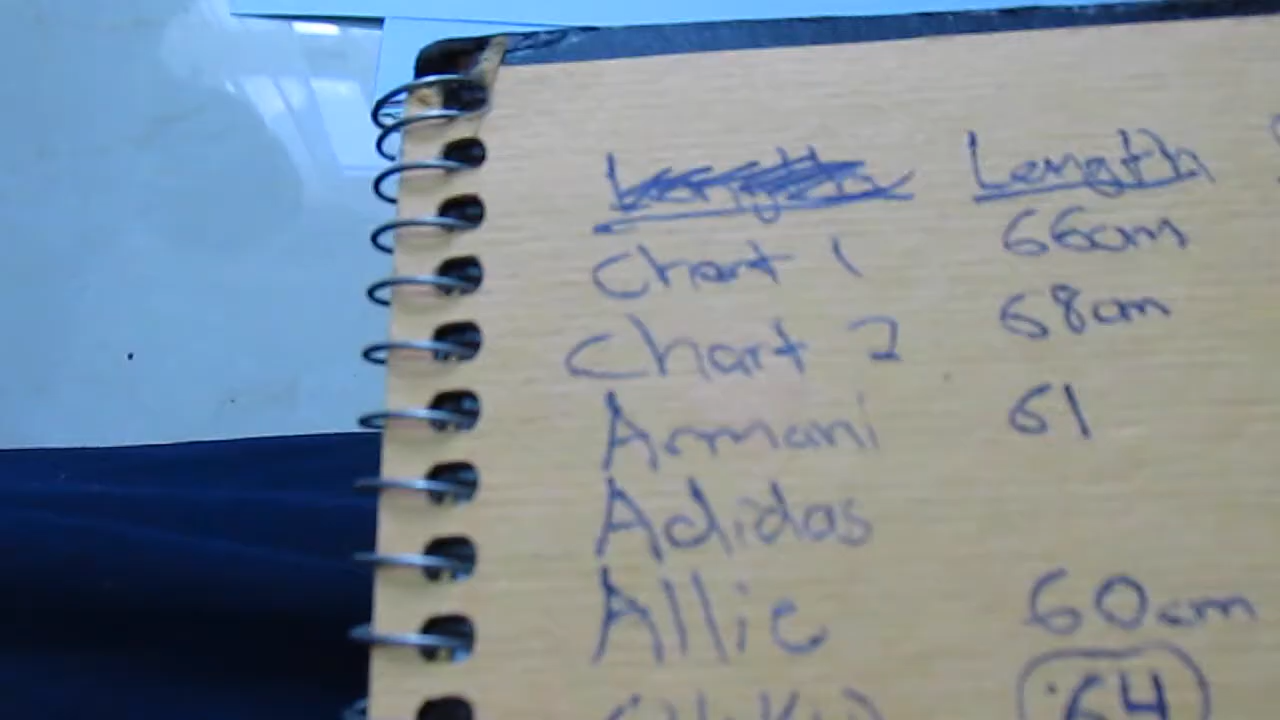 Length
Chart 1 66cm
Chart 2 68cm
Armani 61
Adidas
Allie 60cm
64